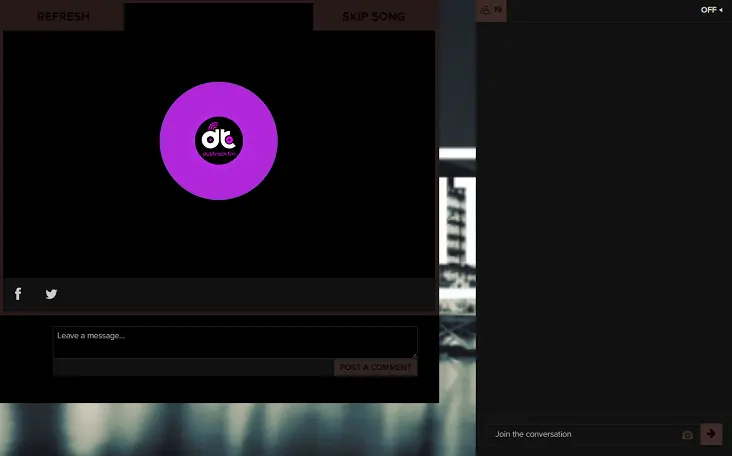 REFRESH
SKIP SONG
19
OFF
dt
dubtrack.fm
Leave a message...
POST A COMMENT
Join the conversation